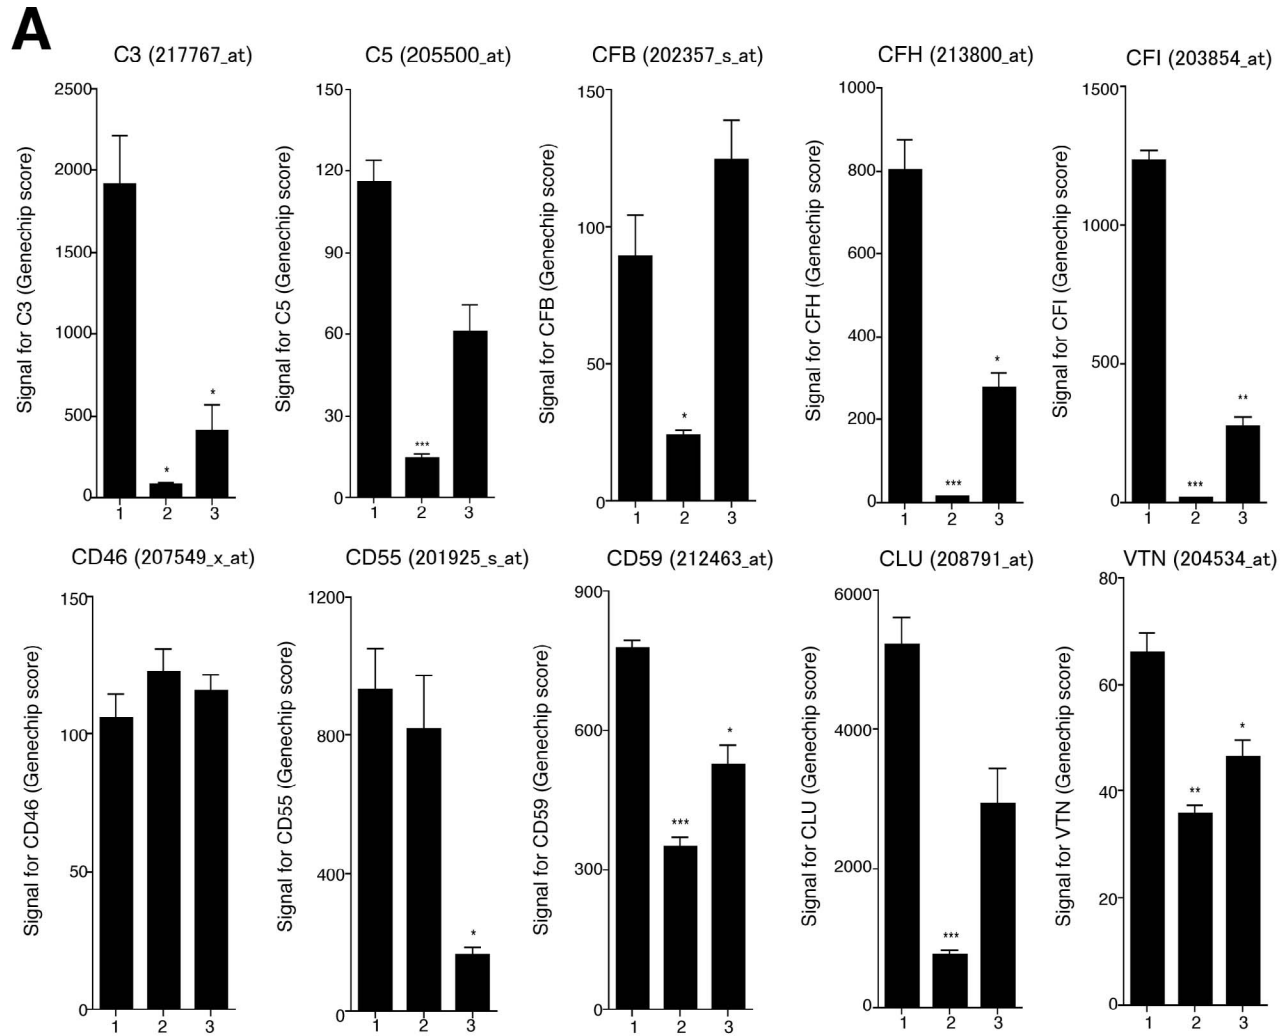 A
C3 (217767_at)
Signal for C3 (Genechip score)
2500
2000
1500
1000
500
0
*
*
1 2 3
C5 (205500_at)
Signal for C5 (Genechip score)
150
120
90
60
30
0
***
1 2 3
CFB (202357_s_at)
Signal for CFB (Genechip score)
150
100
50
0
*
1 2 3
CFH (213800_at)
Signal for CFH (Genechip score)
1000
800
600
400
200
0
***
*
1 2 3
CFI (203854_at)
Signal for CFI (Genechip score)
1500
1000
500
0
***
**
1 2 3
CD46 (207549_x_at)
Signal for CD46 (Genechip score)
150
100
50
0
1 2 3
CD55 (201925_s_at)
Signal for CD55 (Genechip score)
1200
800
400
0
*
1 2 3
CD59 (212463_at)
Signal for CD59 (Genechip score)
900
600
300
0
***
*
1 2 3
CLU (208791_at)
Signal for CLU (Genechip score)
6000
4000
2000
0
***
1 2 3
VTN (204534_at)
Signal for VTN (Genechip score)
80
60
40
20
0
**
*
1 2 3